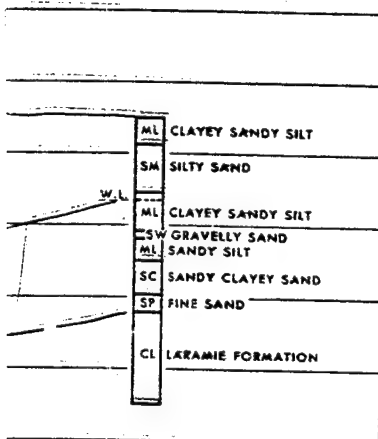 ML CLAYEY SANDY SILT
SM SILTY SAND
W.L.
ML CLAYEY SANDY SILT
SW GRAVELLY SAND
ML SANDY SILT
SC SANDY CLAYEY SAND
SP FINE SAND
CL LARAMIE FORMATION